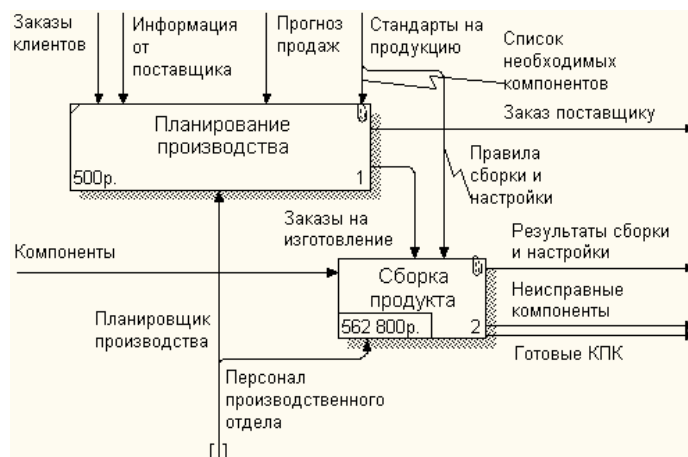 Заказы
клиентов
Информация
от
поставщика
Прогноз
продаж
Стандарты на
продукцию
Список
необходимых
компонентов
Заказ поставщику
Планирование
производства
500р.
1
Правила
сборки и
настройки
Заказы на
изготовление
Компоненты
Результаты сборки
и настройки
Сборка
продукта
562 800р.
2
Неисправные
компоненты
Готовые КПК
Планировщик
производства
Персонал
производственного
отдела